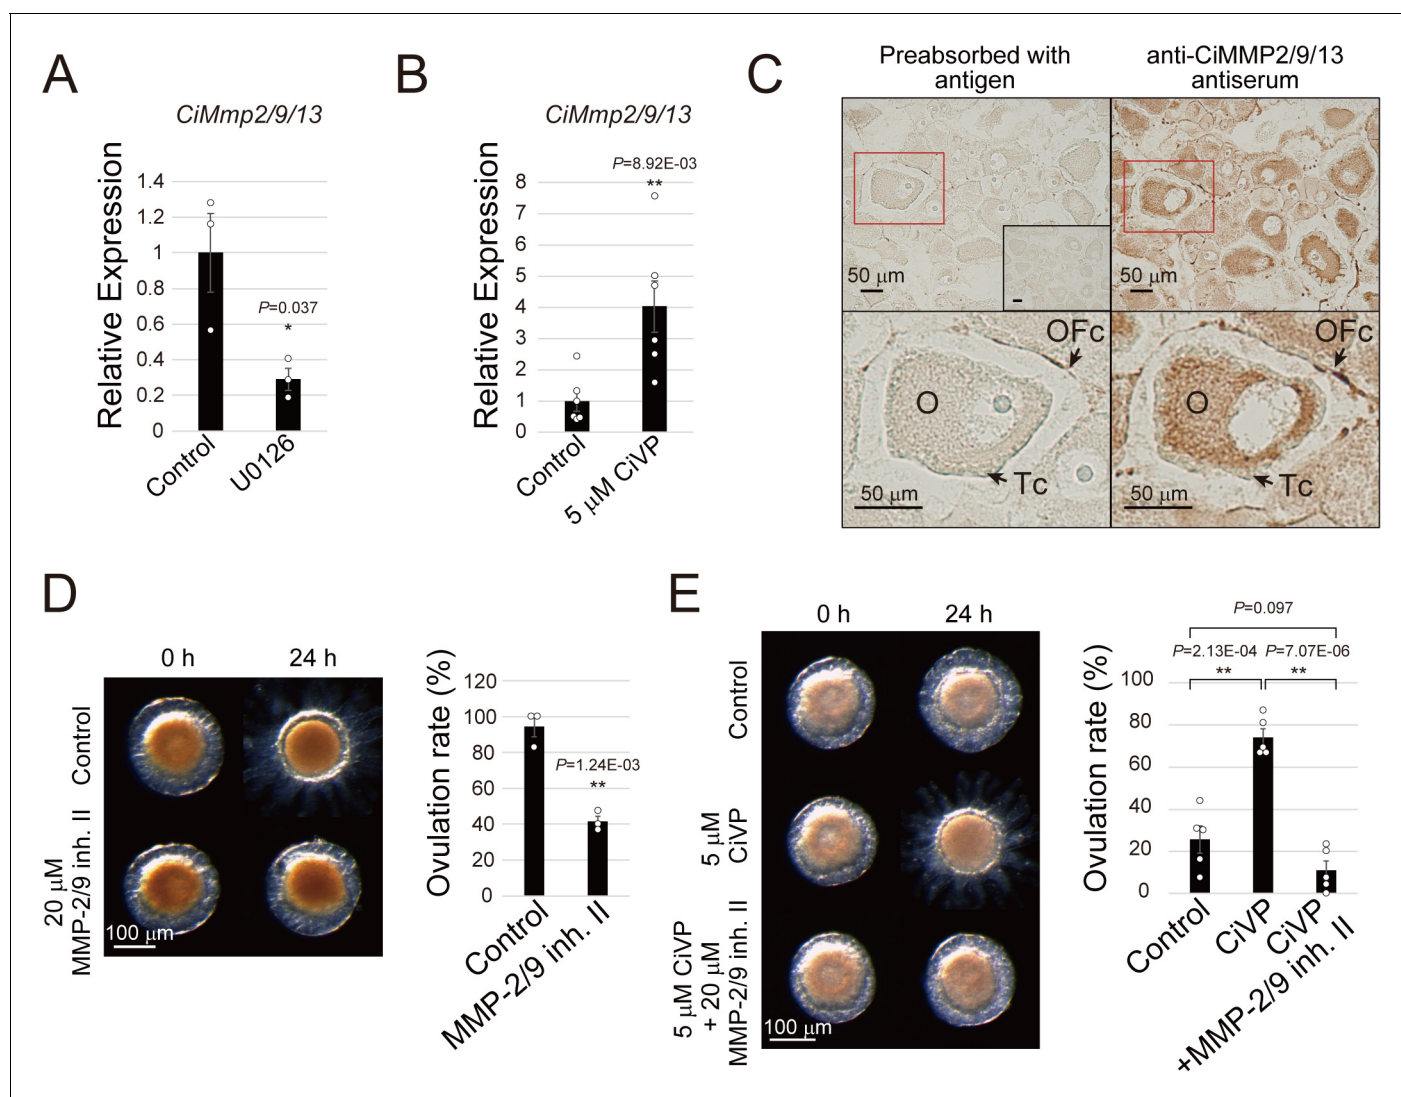 A
CiMmp2/9/13
Relative Expression
1.4
1.2
1
0.8
0.6
0.4
0.2
0
P=0.037
*
Control
U0126
B
CiMmp2/9/13
Relative Expression
P=8.92E-03
**
8
7
6
5
4
3
2
1
0
Control
5 μM CiVP
C
Preabsorbed with
antigen
anti-CiMMP2/9/13
antiserum
50 μm
50 μm
OFc
O
Tc
50 μm
OFc
O
Tc
50 μm
D
0 h
24 h
Control
20 μM
MMP-2/9 inh. II
100 μm
Ovulation rate (%)
120
100
80
60
40
20
0
P=1.24E-03
**
Control
MMP-2/9 inh. II
E
0 h
24 h
Control
5 μM
CiVP
5 μM CiVP
+ 20 μM
MMP-2/9 inh. II
100 μm
Ovulation rate (%)
P=0.097
P=2.13E-04
P=7.07E-06
**
**
100
80
60
40
20
0
Control
CiVP
CiVP
+MMP-2/9 inh. II